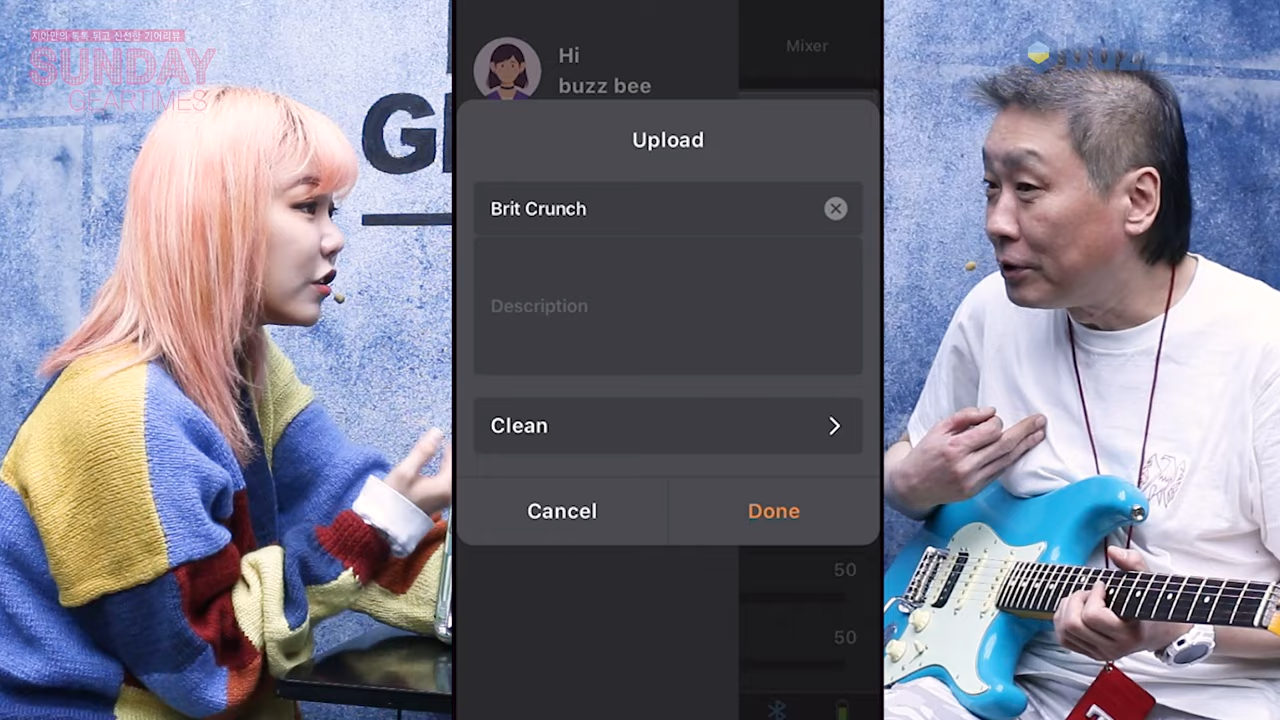 지아만의 톡톡 튀고 신선한 기어리뷰
SUNDAY
GEARTIMES
G
Hi
buzz bee
Mixer
Upload
Brit Crunch
Description
Clean
Cancel
Done
50
50